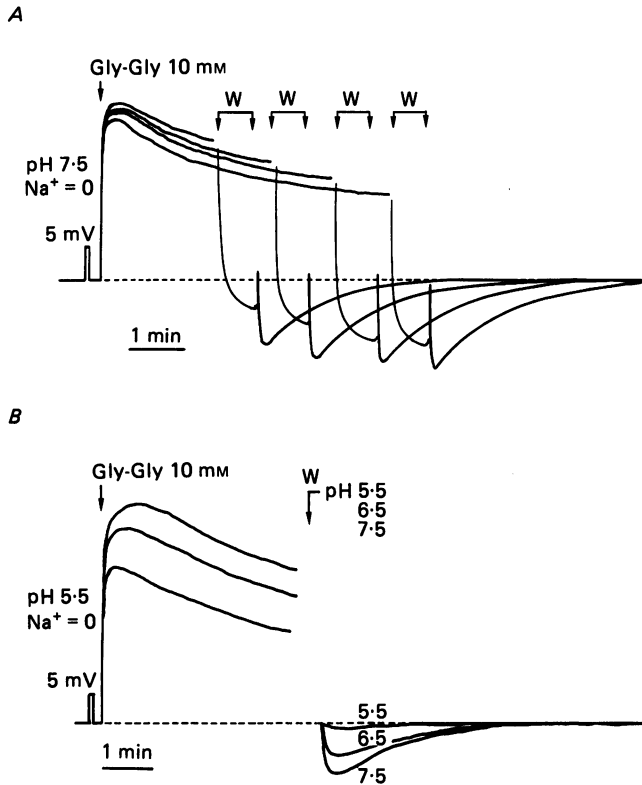 A
Gly-Gly 10 mM
W W W W
pH 7·5
Na+ = 0
5 mV
1 min
B
Gly-Gly 10 mM
W
pH 5·5
6·5
7·5
pH 5·5
Na+ = 0
5 mV
5·5
6·5
7·5
1 min